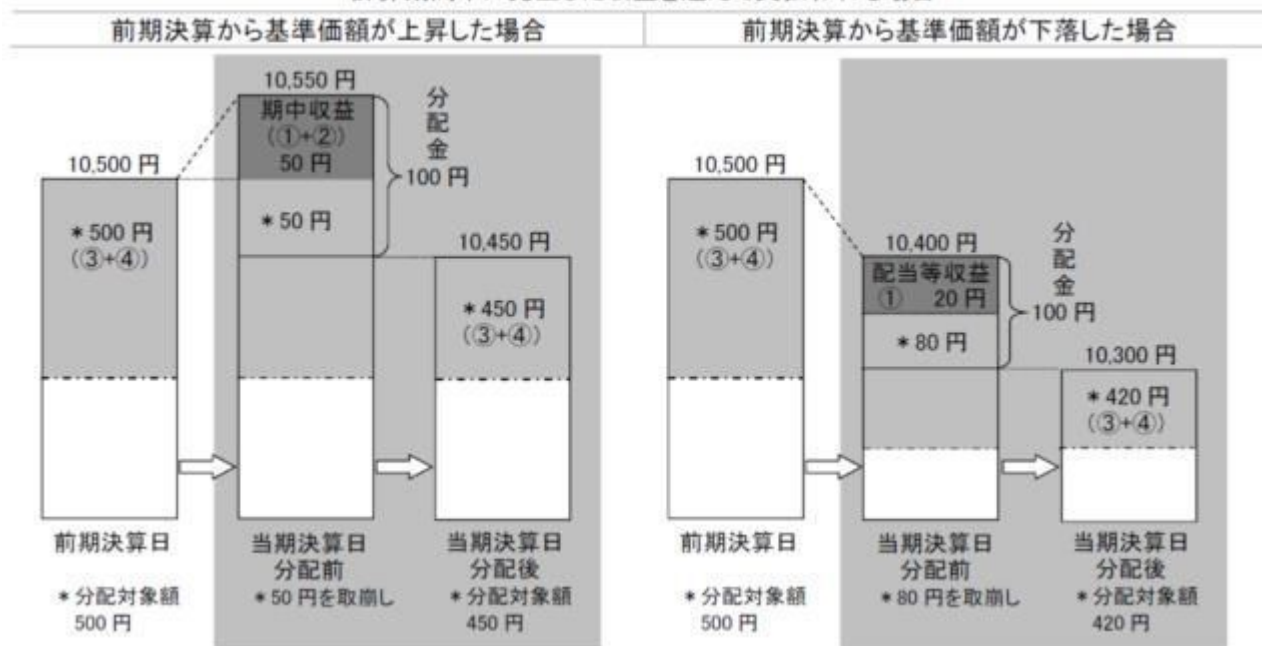 前期決算から基準価額が上昇した場合
10,550 円
期中収益
(①+②)
50 円
分配金
100 円
10,500 円
*500 円
(③+④)
*50 円
10,450 円
*450 円
(③+④)
前期決算日
当期決算日
分配前
当期決算日
分配後
*分配対象額
500 円
*50 円を取崩し
*分配対象額
450 円
前期決算から基準価額が下落した場合
10,500 円
*500 円
(③+④)
10,400 円
配当等収益
① 20 円
分配金
100 円
*80 円
10,300 円
*420 円
(③+④)
前期決算日
当期決算日
分配前
当期決算日
分配後
*分配対象額
500 円
*80 円を取崩し
*分配対象額
420 円